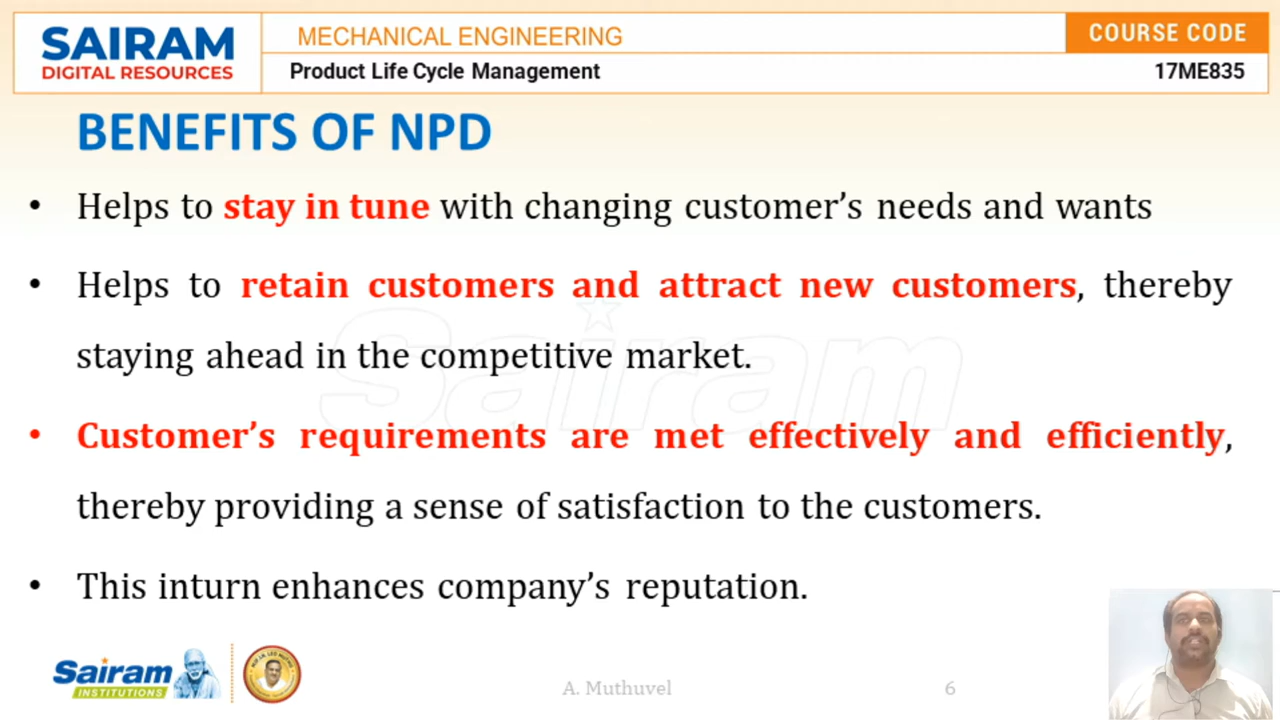 SAIRAM
DIGITAL RESOURCES
MECHANICAL ENGINEERING
COURSE CODE
Product Life Cycle Management
17ME835
BENEFITS OF NPD
• Helps to stay in tune with changing customer’s needs and wants
• Helps to retain customers and attract new customers, thereby
staying ahead in the competitive market.
• Customer’s requirements are met effectively and efficiently,
thereby providing a sense of satisfaction to the customers.
• This inturn enhances company’s reputation.
Sairam
Sairam
INSTITUTIONS
A. Muthuvel
6